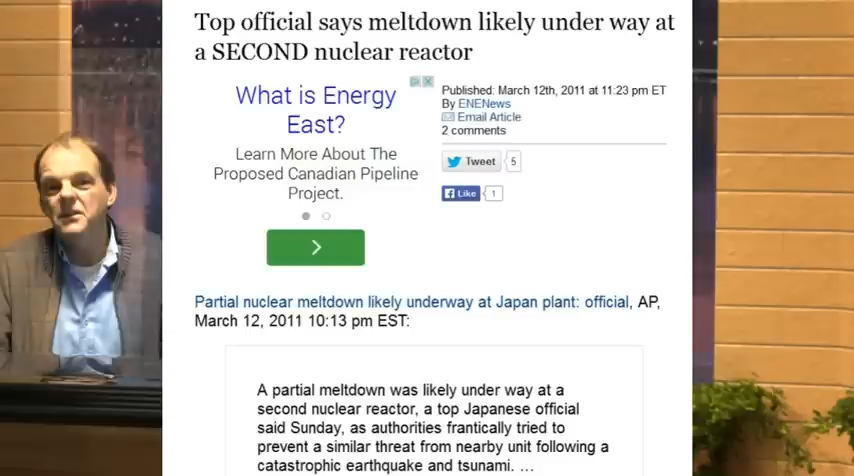 Top official says meltdown likely under way at
a SECOND nuclear reactor
What is Energy
East?
Learn More About The
Proposed Canadian Pipeline
Project.
Published: March 12th, 2011 at 11:23 pm ET
By ENENews
Email Article
2 comments
Tweet 5
Like 1
Partial nuclear meltdown likely underway at Japan plant: official, AP,
March 12, 2011 10:13 pm EST:
A partial meltdown was likely under way at a
second nuclear reactor, a top Japanese official
said Sunday, as authorities frantically tried to
prevent a similar threat from nearby unit following a
catastrophic earthquake and tsunami. …